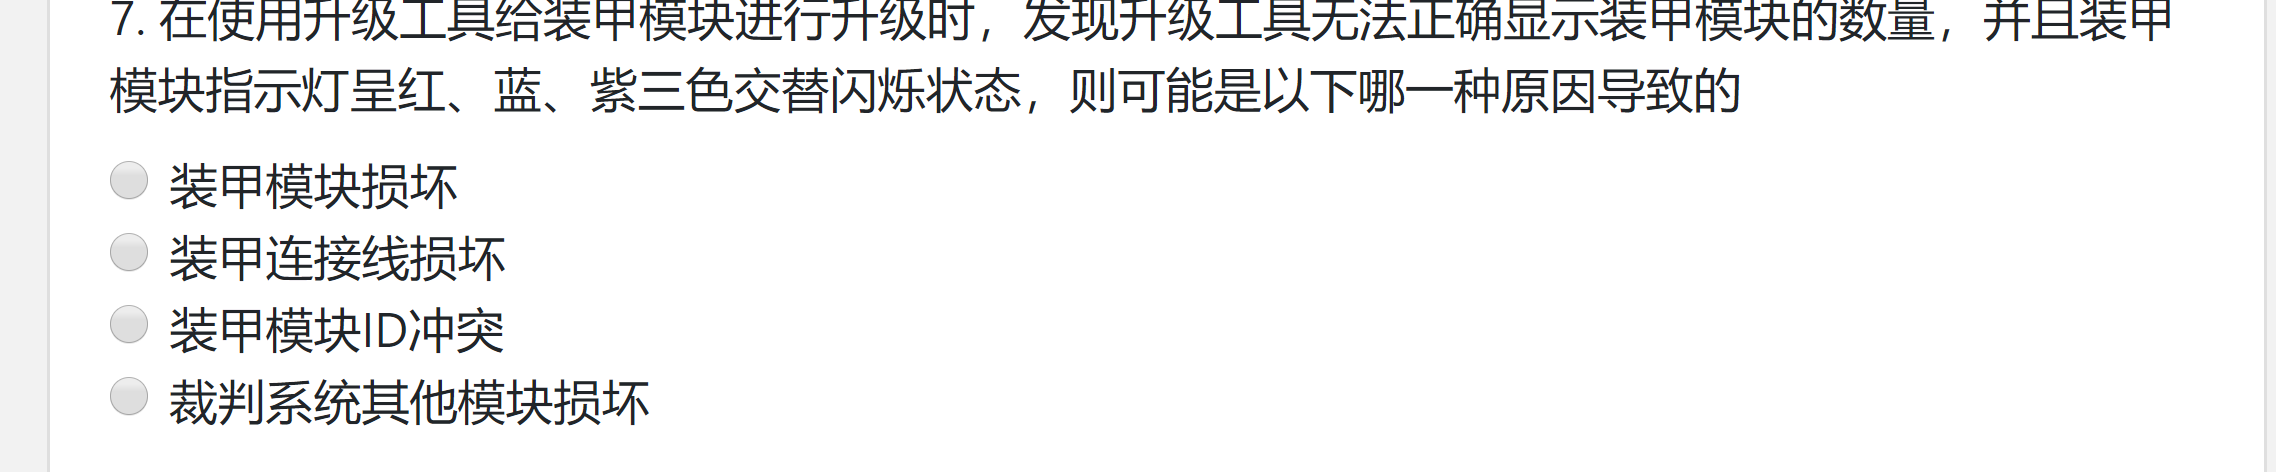 7. 在使用升级工具给装甲模块进行升级时，发现升级工具无法正确显示装甲模块的数量，并且装甲
模块指示灯呈红、蓝、紫三色交替闪烁状态，则可能是以下哪一种原因导致的
装甲模块损坏
装甲连接线损坏
装甲模块ID冲突
裁判系统其他模块损坏